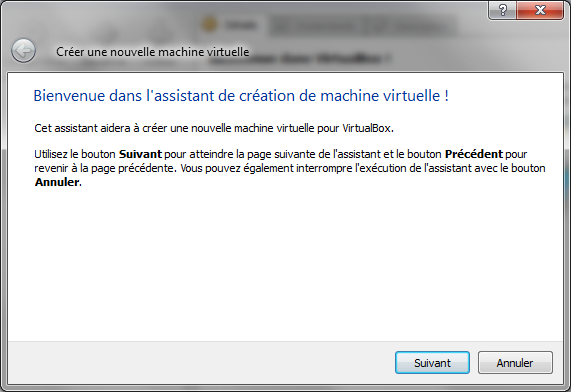 Créer une nouvelle machine virtuelle
Bienvenue dans l'assistant de création de machine virtuelle !
Cet assistant aidera à créer une nouvelle machine virtuelle pour VirtualBox.
Utilisez le bouton Suivant pour atteindre la page suivante de l'assistant et le bouton Précédent pour
revenir à la page précédente. Vous pouvez également interrompre l'exécution de l'assistant avec le bouton
Annuler.
Suivant
Annuler